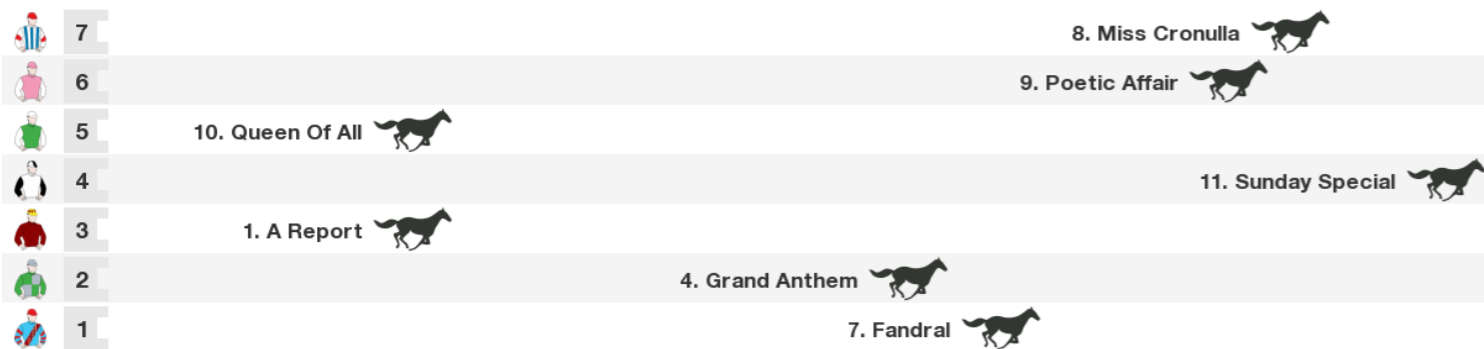 7 8. Miss Cronulla
6 9. Poetic Affair
5 10. Queen Of All
4 11. Sunday Special
3 1. A Report
2 4. Grand Anthem
1 7. Fandral